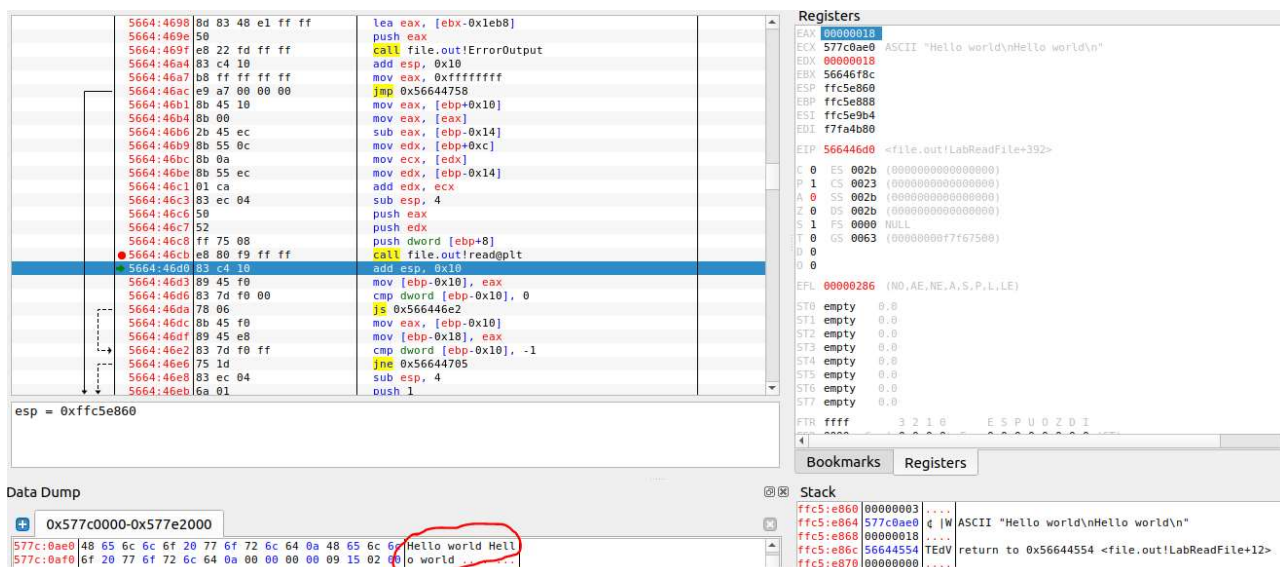 5664:4698 8d 83 48 e1 ff ff lea eax, [ebx-0x1eb8]
5664:469e 50 push eax
5664:469f e8 22 fd ff ff call file.out!ErrorOutput
5664:46a4 83 c4 10 add esp, 0x10
5664:46a7 b8 ff ff ff ff mov eax, 0xffffffff
5664:46ac e9 a7 00 00 00 jmp 0x56644758
5664:46b1 8b 45 10 mov eax, [ebp+0x10]
5664:46b4 8b 00 mov eax, [eax]
5664:46b6 2b 45 ec sub eax, [ebp-0x14]
5664:46b9 8b 55 0c mov edx, [ebp+0xc]
5664:46bc 8b 0a mov ecx, [edx]
5664:46be 8b 55 ec mov edx, [ebp-0x14]
5664:46c1 01 ca add edx, ecx
5664:46c3 83 ec 04 sub esp, 4
5664:46c6 50 push eax
5664:46c7 52 push edx
5664:46c8 ff 75 08 push dword [ebp+8]
5664:46cb e8 80 f9 ff ff call file.out!read@plt
5664:46d0 83 c4 10 add esp, 0x10
5664:46d3 89 45 f0 mov [ebp-0x10], eax
5664:46d6 83 7d f0 00 cmp dword [ebp-0x10], 0
5664:46da 78 06 js 0x566446e2
5664:46dc 8b 45 f0 mov eax, [ebp-0x10]
5664:46df 89 45 e8 mov [ebp-0x18], eax
5664:46e2 83 7d f0 ff cmp dword [ebp-0x10], -1
5664:46e6 75 1d jne 0x56644705
5664:46e8 83 ec 04 sub esp, 4
5664:46eb 6a 01 push 1
esp = 0xffc5e860
Registers
EAX 00000018
ECX 577c0ae0 ASCII "Hello world\nHello world\n"
EDX 00000018
EBX 56646f8c
ESP ffc5e860
EBP ffc5e888
ESI ffc5e9b4
EDI f7fa4b80
EIP 566446d0 <file.out!LabReadFile+392>
C 0 ES 002b (0000000000000000)
P 1 CS 0023 (0000000000000000)
A 0 SS 002b (0000000000000000)
Z 0 DS 002b (0000000000000000)
S 1 FS 0000 NULL
T 0 GS 0063 (00000000f7f67500)
D 0
O 0
EFL 00000286 (NO,AE,NE,A,S,P,L,LE)
ST0 empty 0.0
ST1 empty 0.0
ST2 empty 0.0
ST3 empty 0.0
ST4 empty 0.0
ST5 empty 0.0
ST6 empty 0.0
ST7 empty 0.0
FTR ffff 3 2 1 0 E S P U O Z D I
Bookmarks Registers
Data Dump
0x577c0000-0x577e2000
577c:0ae0 48 65 6c 6c 6f 20 77 6f 72 6c 64 0a 48 65 6c 6c Hello world Hell
577c:0af0 6f 20 77 6f 72 6c 64 0a 00 00 00 00 09 15 02 00 o world ........
Stack
ffc5:e860 00000003 ....
ffc5:e864 577c0ae0 ¢ |W ASCII "Hello world\nHello world\n"
ffc5:e868 00000018 ....
ffc5:e86c 56644554 TEdV return to 0x56644554 <file.out!LabReadFile+12>
ffc5:e870 00000000 ....